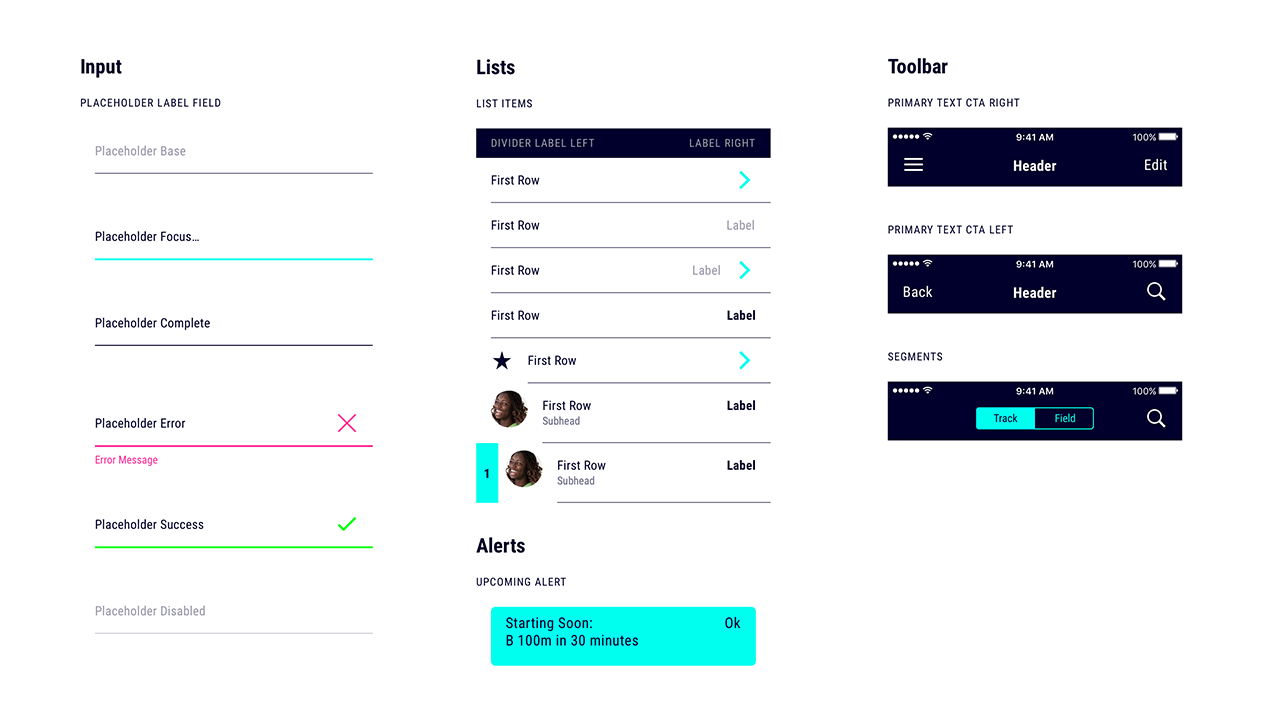 Input
PLACEHOLDER LABEL FIELD
Placeholder Base
Placeholder Focus…
Placeholder Complete
Placeholder Error
Error Message
Placeholder Success
Placeholder Disabled
Lists
LIST ITEMS
DIVIDER LABEL LEFT LABEL RIGHT
First Row
First Row Label
First Row Label
First Row Label
First Row
First Row Label
Subhead
1 First Row Label
Subhead
Alerts
UPCOMING ALERT
Starting Soon: Ok
B 100m in 30 minutes
Toolbar
PRIMARY TEXT CTA RIGHT
9:41 AM 100%
Header Edit
PRIMARY TEXT CTA LEFT
9:41 AM 100%
Back Header
SEGMENTS
9:41 AM 100%
Track Field